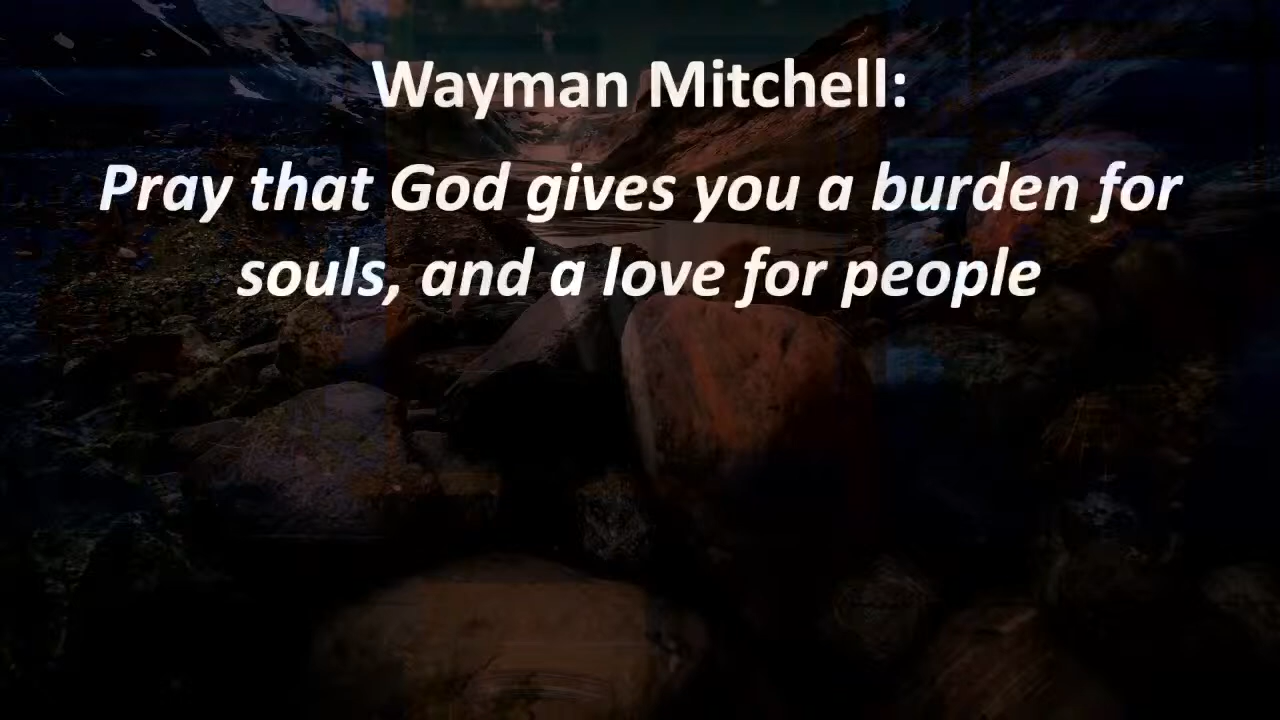 Wayman Mitchell:
Pray that God gives you a burden for
souls, and a love for people